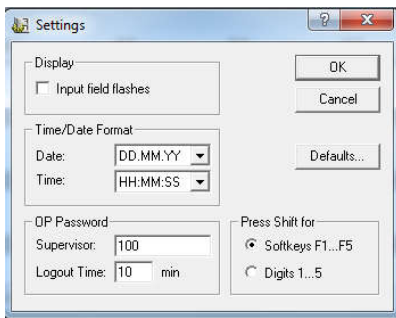 Settings
Display
Input field flashes
OK
Cancel
Time/Date Format
Date: DD.MM.YY
Time: HH:MM:SS
Defaults...
OP Password
Supervisor: 100
Logout Time: 10 min
Press Shift for
Softkeys F1...F5
Digits 1...5